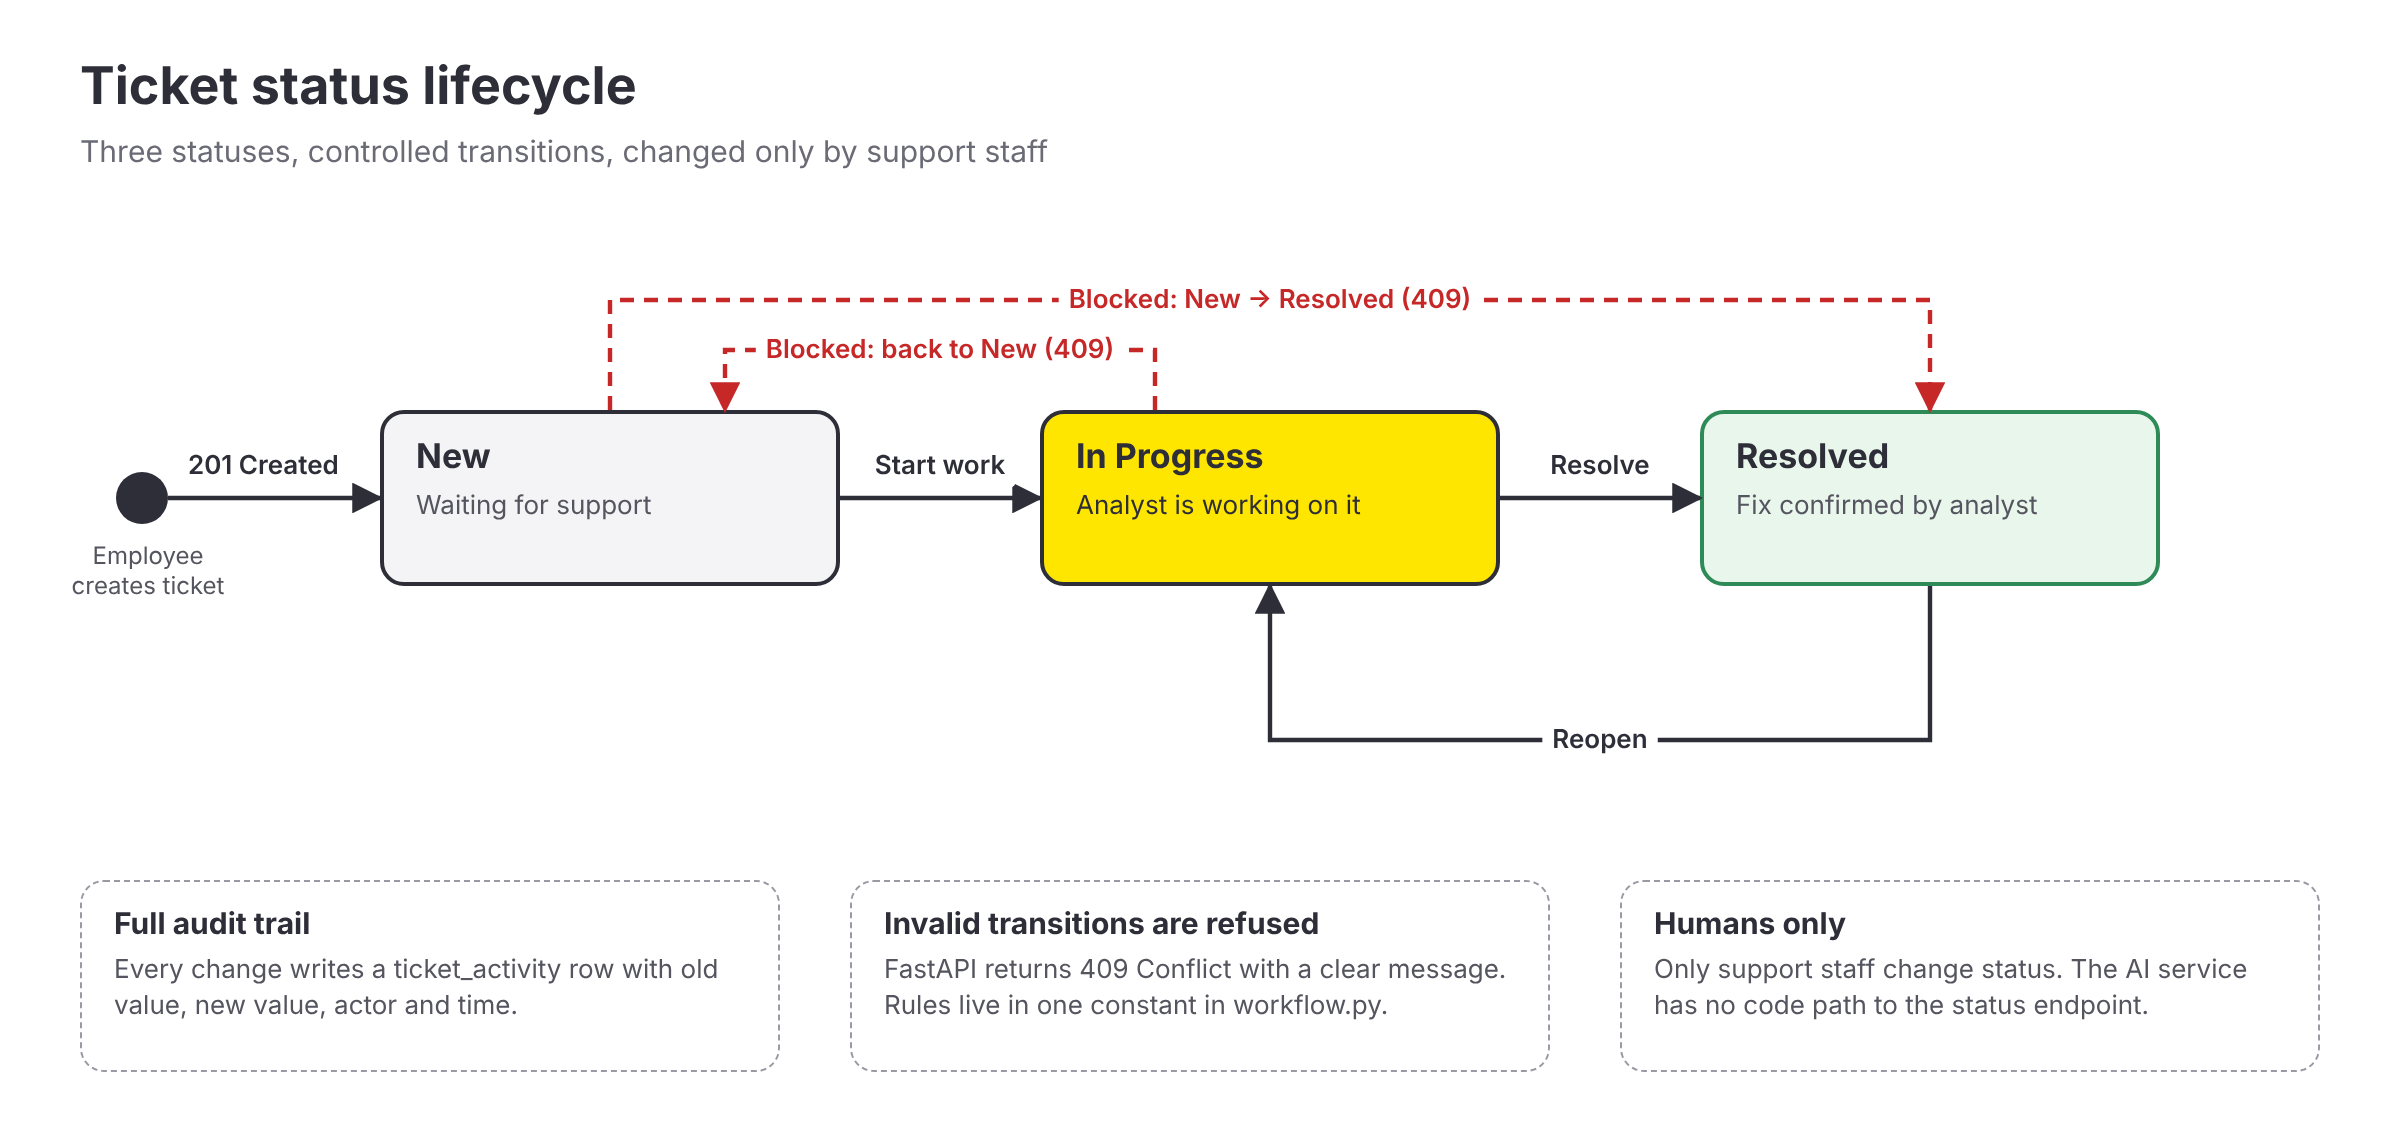 Ticket status lifecycle
Three statuses, controlled transitions, changed only by support staff
Blocked: New → Resolved (409)
Blocked: back to New (409)
201 Created
Employee
creates ticket
New
Waiting for support
Start work
In Progress
Analyst is working on it
Resolve
Resolved
Fix confirmed by analyst
Reopen
Full audit trail
Every change writes a ticket_activity row with old
value, new value, actor and time.
Invalid transitions are refused
FastAPI returns 409 Conflict with a clear message.
Rules live in one constant in workflow.py.
Humans only
Only support staff change status. The AI service
has no code path to the status endpoint.